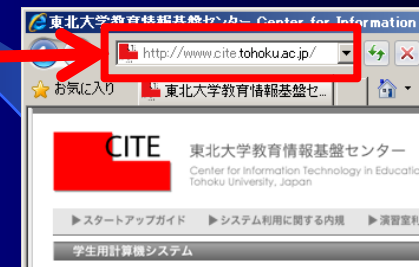 東北大学教育情報基盤センター Center for Information
http://www.cite.tohoku.ac.jp/
お気に入り 東北大学教育情報基盤セ...
CITE 東北大学教育情報基盤センター
Center for Information Technology in Educatio
Tohoku University, Japan
▶スタートアップガイド ▶システム利用に関する内規 ▶演習室利
学生用計算機システム